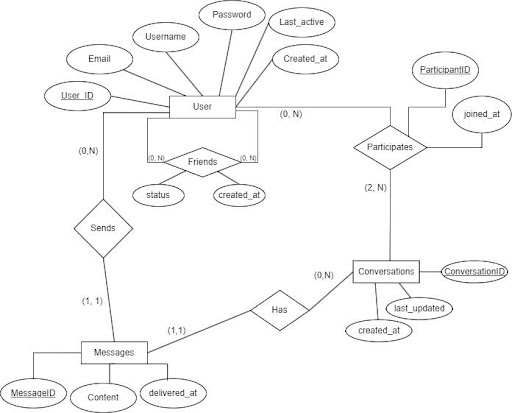 Password
Last_active
Username
Created_at
Email
User_ID
User
ParticipantID
joined_at
(0, N)
(0,N)
Participates
(0, N)
Friends
(0, N)
(2, N)
status
created_at
Sends
(0,N)
Conversations
ConversationID
(1, 1)
Has
last_updated
created_at
(1,1)
Messages
MessageID
Content
delivered_at